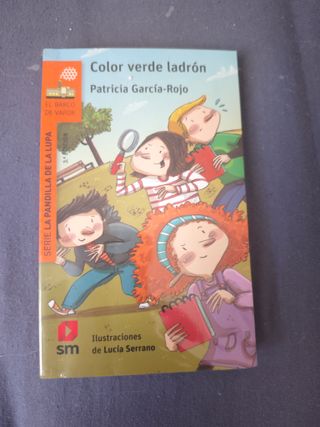 Color verde ladrón
Patricia García-Rojo
EL BARCO
DE VAPOR
SERIE LA PANDILLA DE LA LUPA
sm
Ilustraciones
de Lucía Serrano